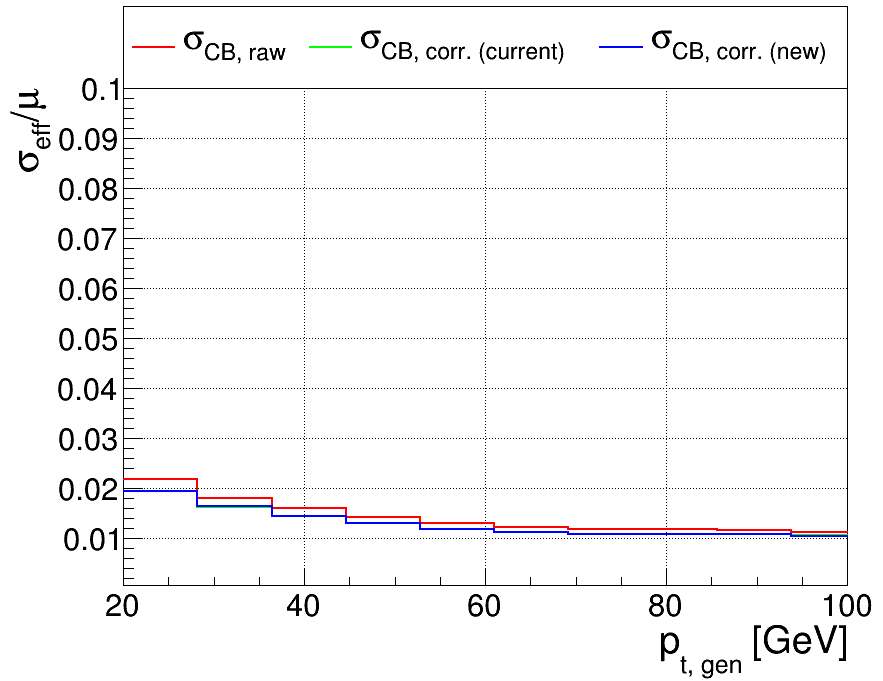 σCB, raw σCB, corr. (current) σCB, corr. (new)
σeff/μ
0.1
0.09
0.08
0.07
0.06
0.05
0.04
0.03
0.02
0.01
20 40 60 80 100
pt, gen [GeV]